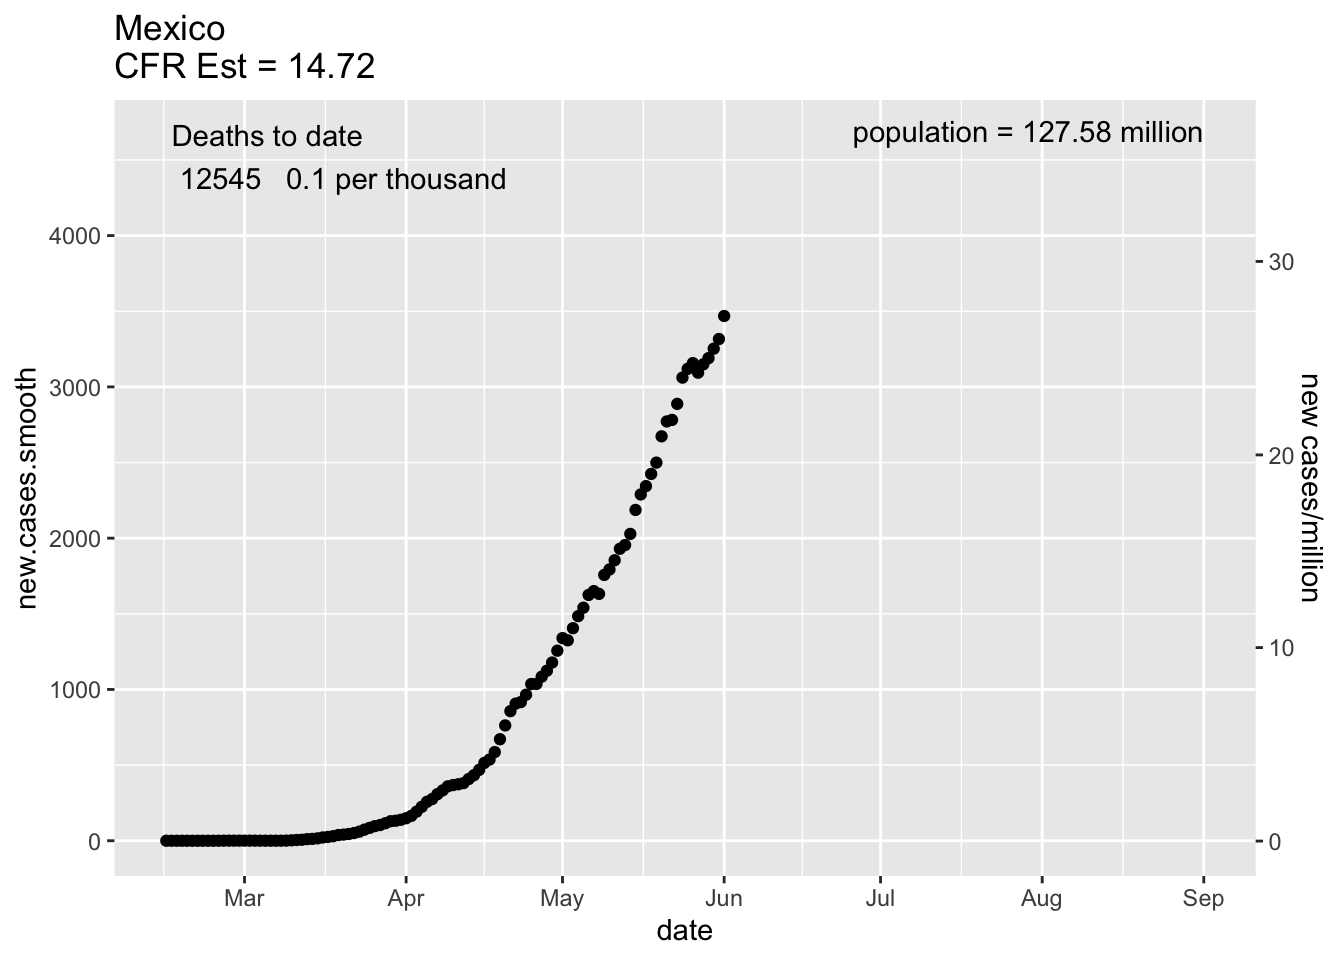 Mexico
CFR Est = 14.72
Deaths to date
12545 0.1 per thousand
population = 127.58 million
new.cases.smooth
4000
3000
2000
1000
0
30
20
10
0
new cases/million
Mar Apr May Jun Jul Aug Sep
date